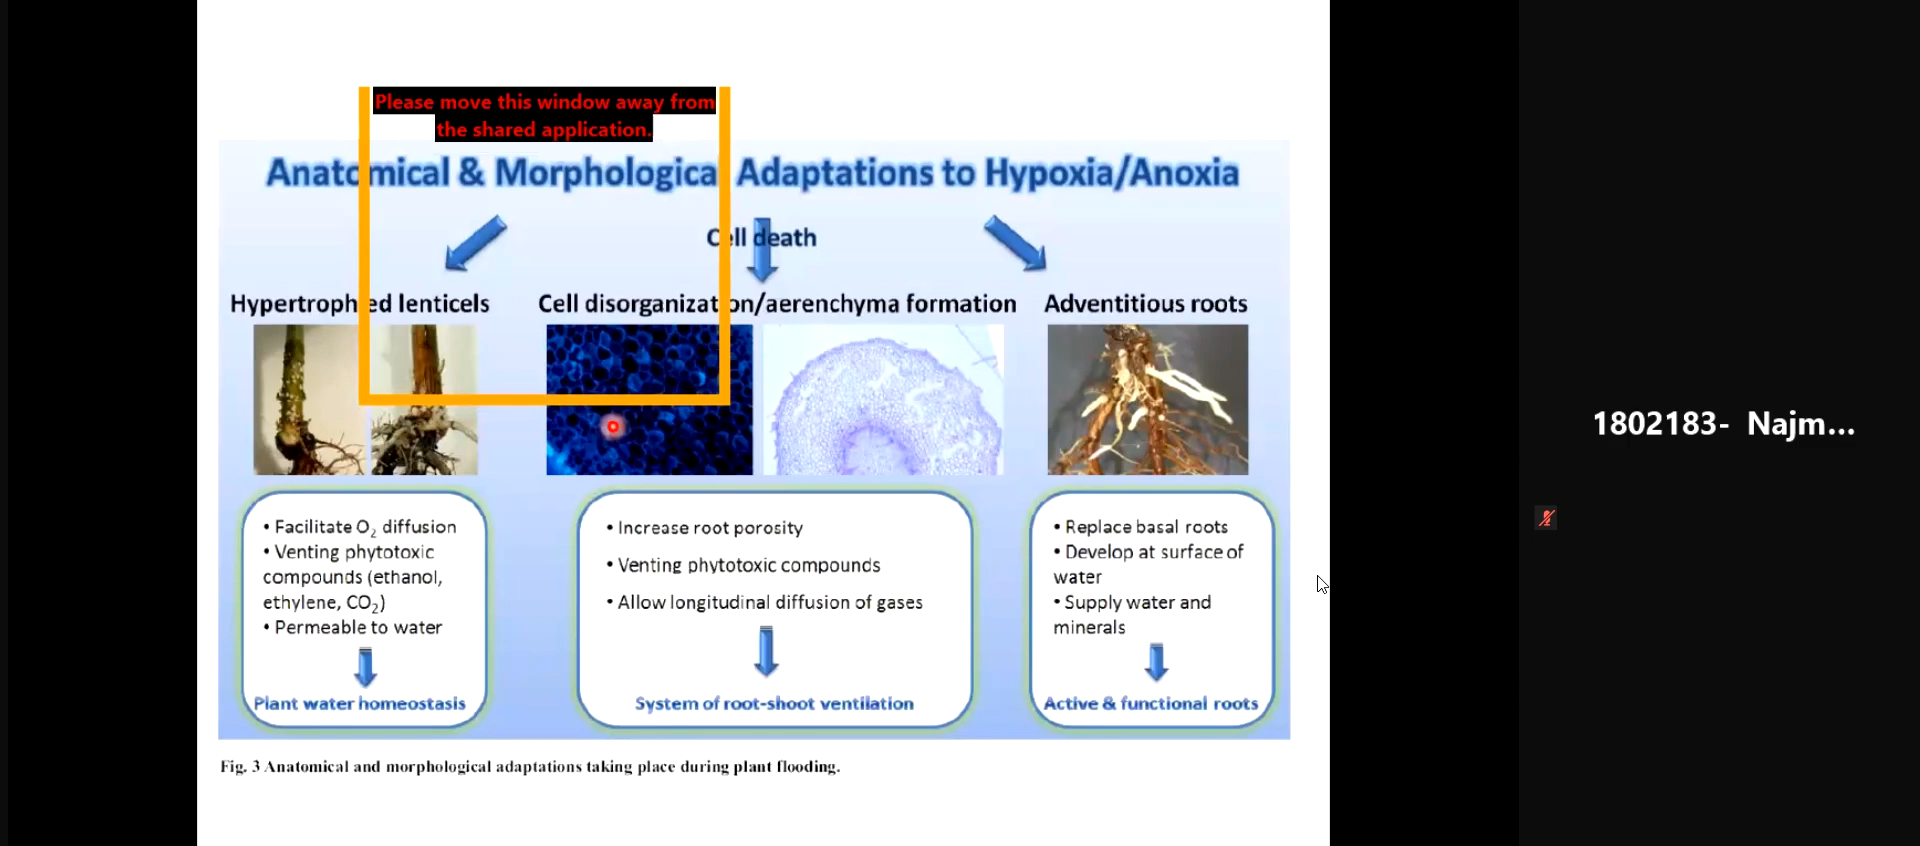 Please move this window away from
the shared application.
Anatomical & Morphological Adaptations to Hypoxia/Anoxia
Cell death
Hypertrophied lenticels
Cell disorganization/aerenchyma formation
Adventitious roots
• Facilitate O₂ diffusion
• Venting phytotoxic
compounds (ethanol,
ethylene, CO₂)
• Permeable to water
Plant water homeostasis
• Increase root porosity
• Venting phytotoxic compounds
• Allow longitudinal diffusion of gases
System of root-shoot ventilation
• Replace basal roots
• Develop at surface of
water
• Supply water and
minerals
Active & functional roots
Fig. 3 Anatomical and morphological adaptations taking place during plant flooding.
1802183- Najm...